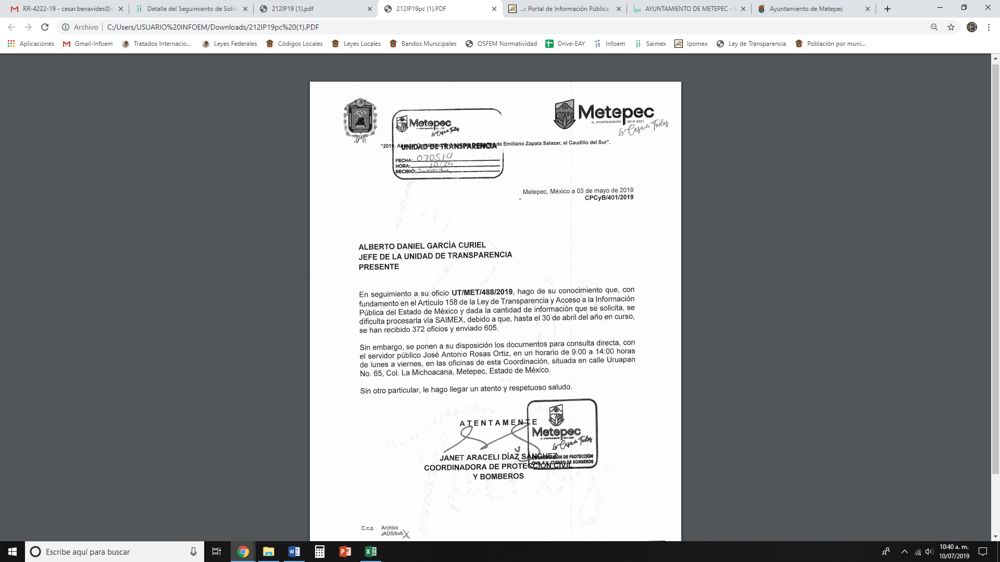 RR-4222-19 - cesar.benavides@i
Detalle del Seguimiento de Solici
212IP19 (1).pdf
212IP19pc (1).PDF
..:: Portal de Información Pública
AYUNTAMIENTO DE METEPEC - 
Ayuntamiento de Metepec
Archivo
C:/Users/USUARIO%20INFOEM/Downloads/212IP19pc%20(1).PDF
Aplicaciones
Gmail-Infoem
Tratados Internacio...
Leyes Federales
Códigos Locales
Leyes Locales
Bandos Municipales
OSFEM Normatividad
Drive-EAY
Infoem
Saimex
Ipomex
Ley de Transparencia
Población por muni...
Metepec
H. AYUNTAMIENTO 2019-2021
La Casa de Todos
Metepec
La Casa de Todos
"2019. Año del Centésimo Aniversario Luctuoso de Emiliano Zapata Salazar, el Caudillo del Sur".
UNIDAD DE TRANSPARENCIA
FECHA:
HORA: 10:29
RECIBIÓ:
Metepec, México a 03 de mayo de 2019
CPCyB/401/2019
ALBERTO DANIEL GARCÍA CURIEL
JEFE DE LA UNIDAD DE TRANSPARENCIA
PRESENTE
En seguimiento a su oficio UT/MET/488/2019, hago de su conocimiento que, con
fundamento en el Artículo 158 de la Ley de Transparencia y Acceso a la Información
Pública del Estado de México y dada la cantidad de información que se solicita, se
dificulta procesarla vía SAIMEX, debido a que, hasta el 30 de abril del año en curso,
se han recibido 372 oficios y enviado 605.
Sin embargo, se ponen a su disposición los documentos para consulta directa, con
el servidor público José Antonio Rosas Ortiz, en un horario de 9:00 a 14:00 horas
de lunes a viernes, en las oficinas de esta Coordinación, situada en calle Uruapan
No. 65, Col. La Michoacana, Metepec, Estado de México.
Sin otro particular, le hago llegar un atento y respetuoso saludo.
ATENTAMENTE
Metepec
H. AYUNTAMIENTO 2019-2021
La Casa de Todos
COORDINACIÓN DE PROTECCIÓN
CIVIL Y H. CUERPO DE BOMBEROS
JANET ARACELI DÍAZ SÁNCHEZ
COORDINADORA DE PROTECCIÓN CIVIL
Y BOMBEROS
C.c.p. Archivo
JADS/bvb
Escribe aquí para buscar
10:40 a. m.
10/07/2019